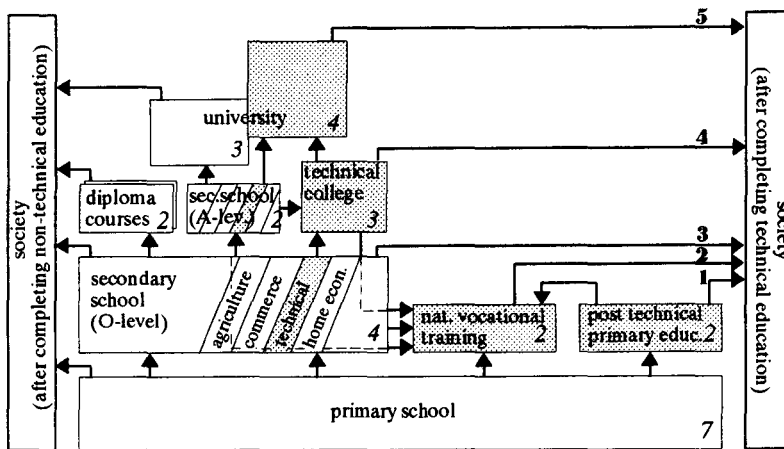 society
(after completing non-technical education)
5
university
4
3
4
diploma
courses 2
sec.school
(A-lev.) 2
technical
college
3
secondary
school
(O-level)
agriculture
commerce
technical
home econ.
4
3
2
1
nat. vocational
training 2
post technical
primary educ. 2
primary school
7
society
(after completing technical education)